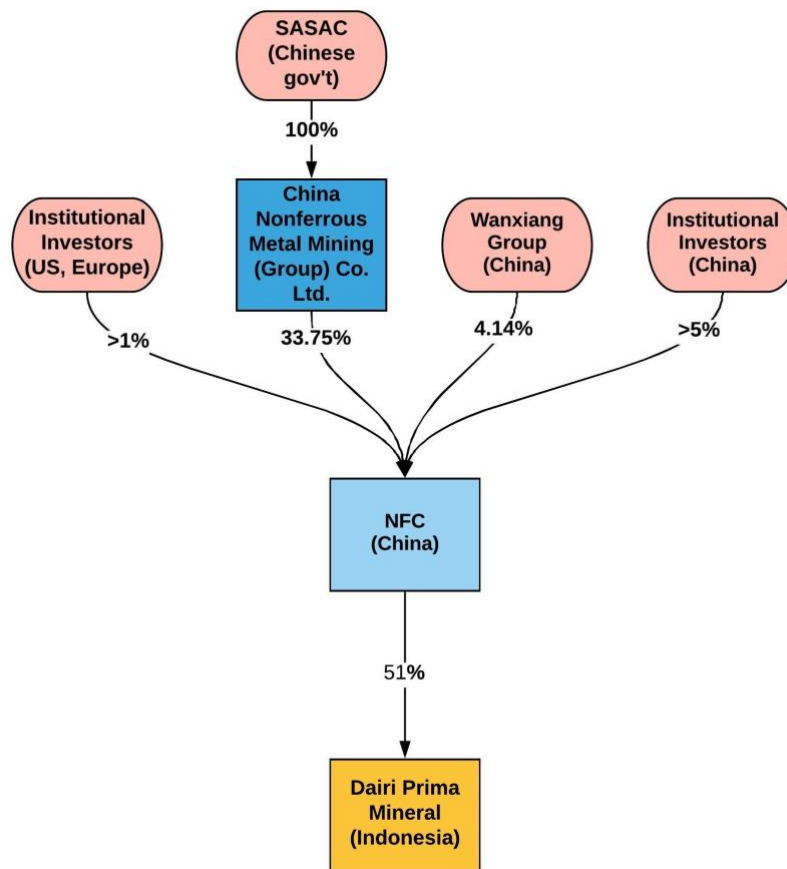 SASAC
(Chinese
gov't)
100%
Institutional
Investors
(US, Europe)
China
Nonferrous
Metal Mining
(Group) Co.
Ltd.
Wanxiang
Group
(China)
Institutional
Investors
(China)
>1%
33.75%
4.14%
>5%
NFC
(China)
51%
Dairi Prima
Mineral
(Indonesia)